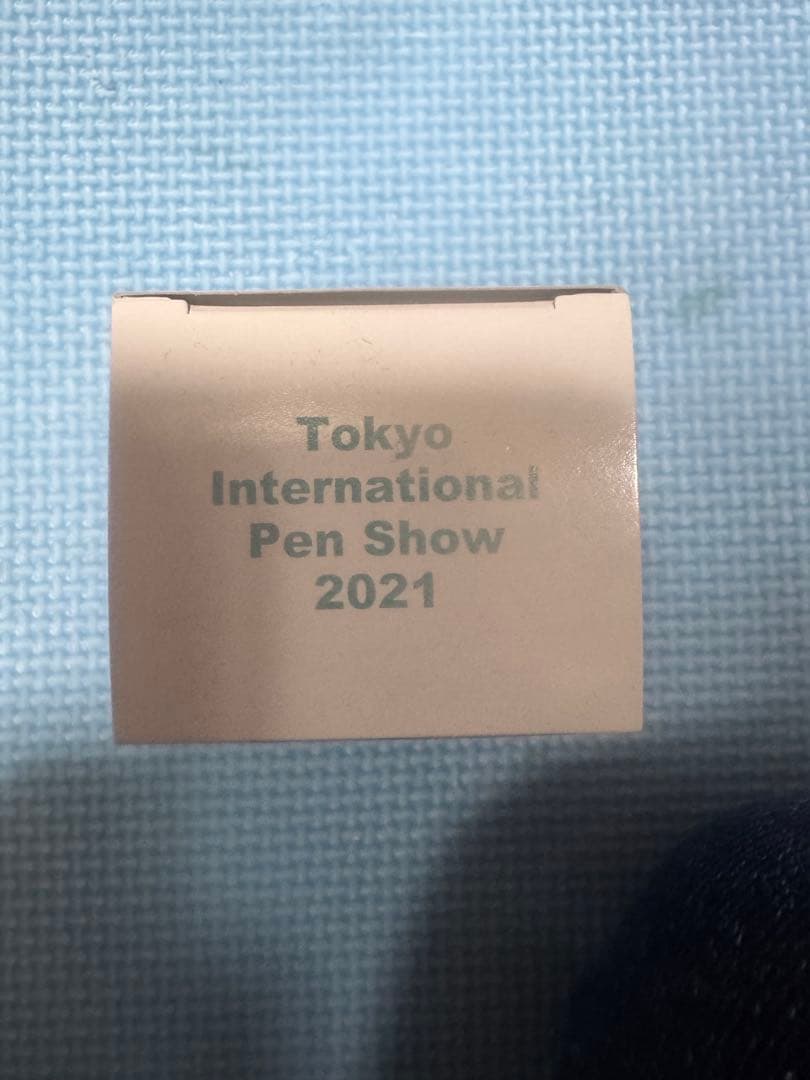 Tokyo
International
Pen Show
2021